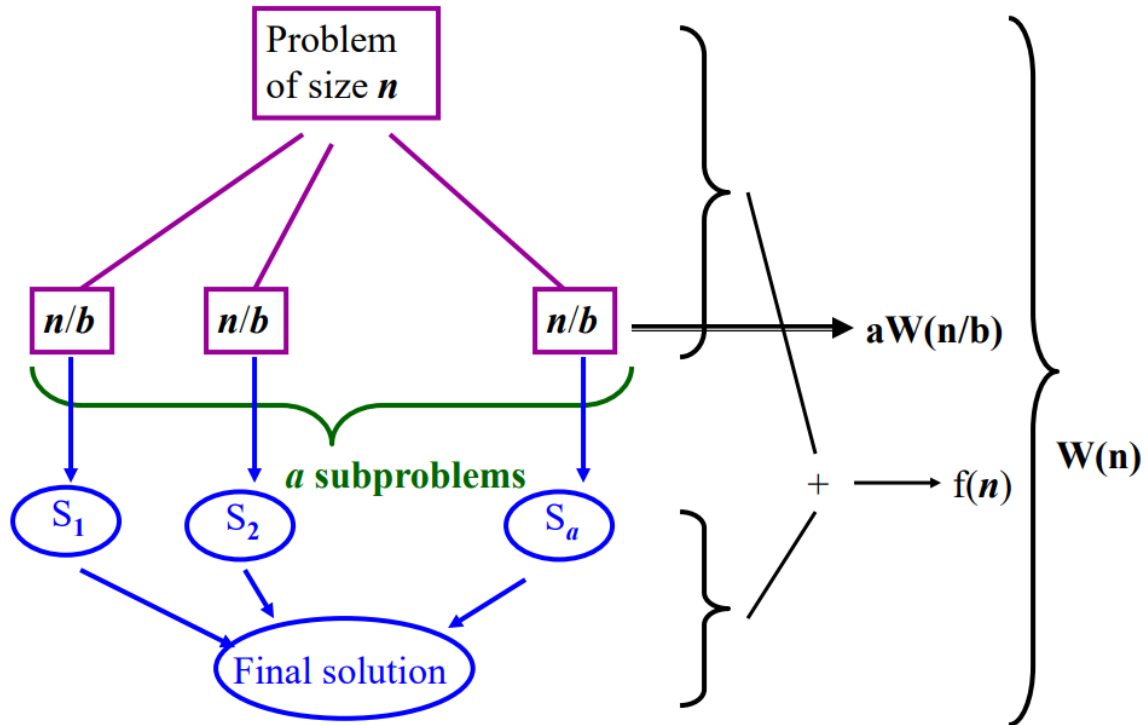 Problem
of size n
n/b
n/b
n/b
aW(n/b)
a subproblems
W(n)
+
f(n)
S1
S2
Sa
Final solution